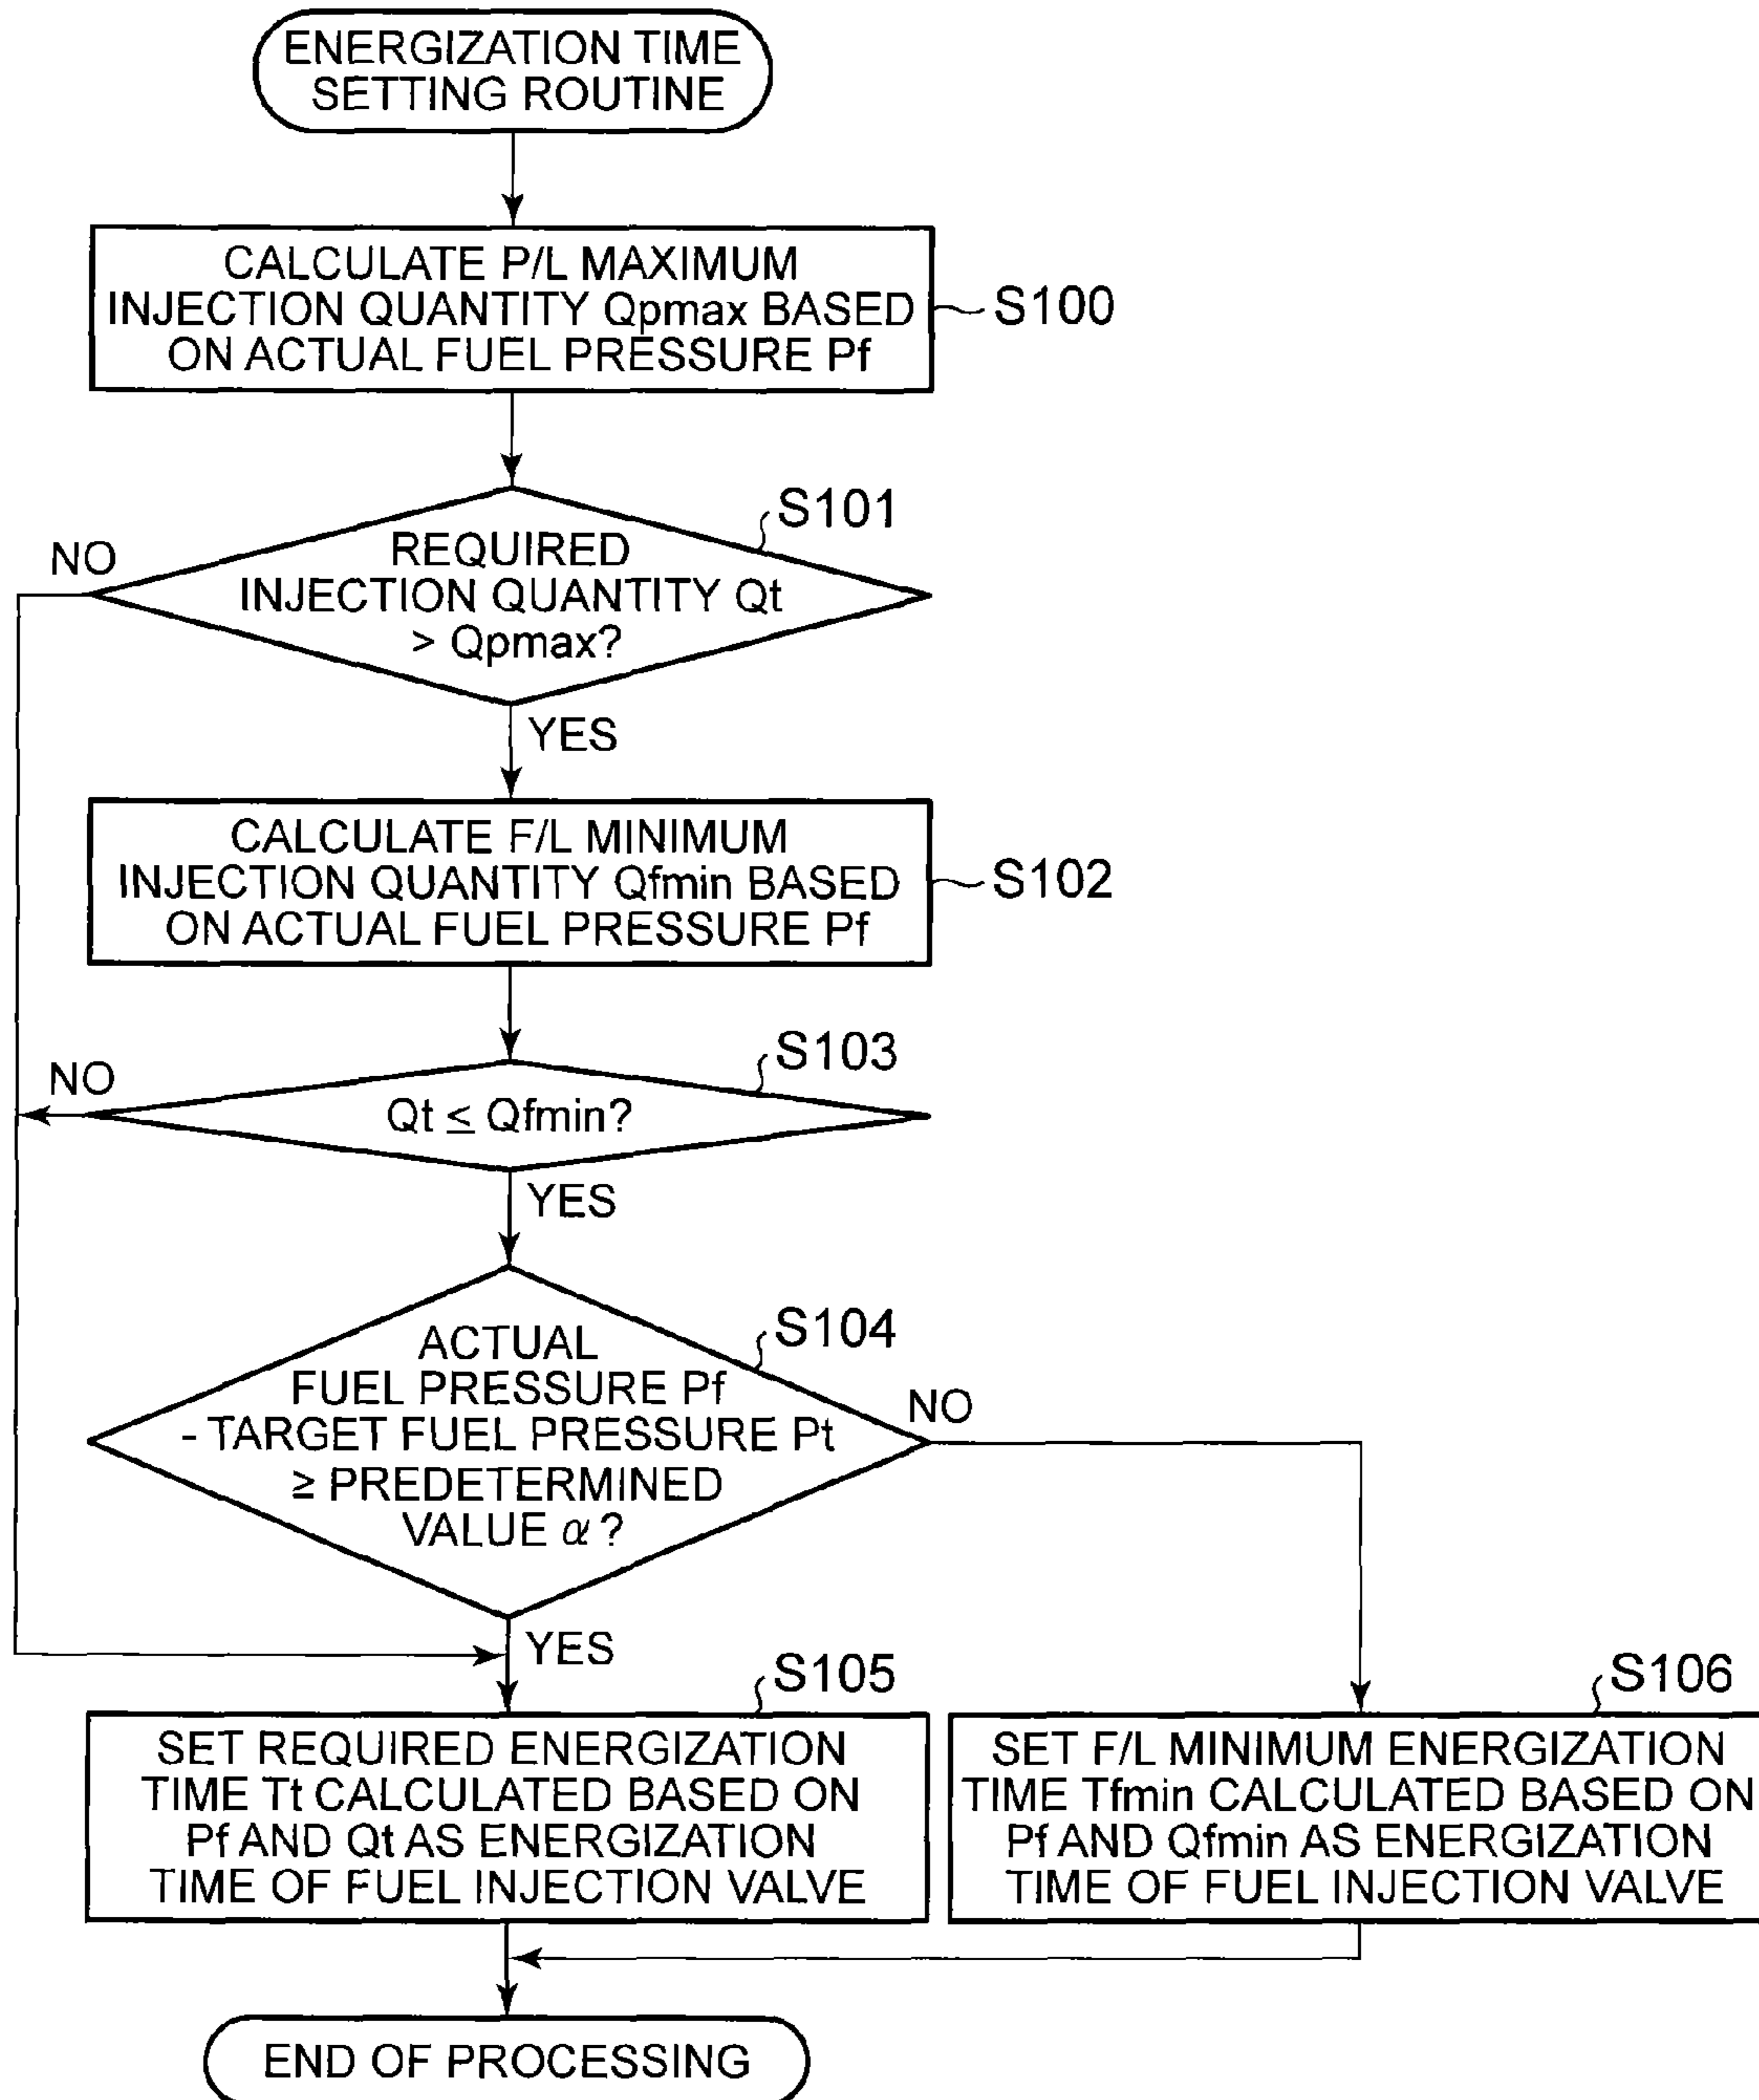 ENERGIZATION TIME
SETTING ROUTINE
CALCULATE P/L MAXIMUM
INJECTION QUANTITY Qpmax BASED
ON ACTUAL FUEL PRESSURE Pf
S100
S101
NO
REQUIRED
INJECTION QUANTITY Qt
> Qpmax?
YES
CALCULATE F/L MINIMUM
INJECTION QUANTITY Qfmin BASED
ON ACTUAL FUEL PRESSURE Pf
S102
S103
NO
Qt ≤ Qfmin?
YES
S104
ACTUAL
FUEL PRESSURE Pf
- TARGET FUEL PRESSURE Pt
≥ PREDETERMINED
VALUE α ?
NO
YES
S105
SET REQUIRED ENERGIZATION
TIME Tt CALCULATED BASED ON
Pf AND Qt AS ENERGIZATION
TIME OF FUEL INJECTION VALVE
S106
SET F/L MINIMUM ENERGIZATION
TIME Tfmin CALCULATED BASED ON
Pf AND Qfmin AS ENERGIZATION
TIME OF FUEL INJECTION VALVE
END OF PROCESSING